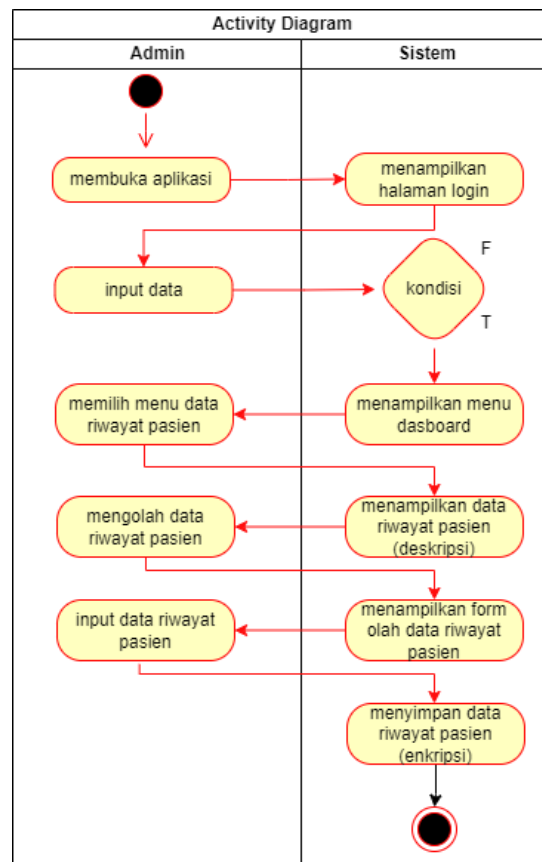 Activity Diagram
Admin
Sistem
membuka aplikasi
menampilkan
halaman login
input data
kondisi
F
T
menampilkan menu
dasboard
memilih menu data
riwayat pasien
menampilkan data
riwayat pasien
(deskripsi)
mengolah data
riwayat pasien
menampilkan form
olah data riwayat
pasien
input data riwayat
pasien
menyimpan data
riwayat pasien
(enkripsi)